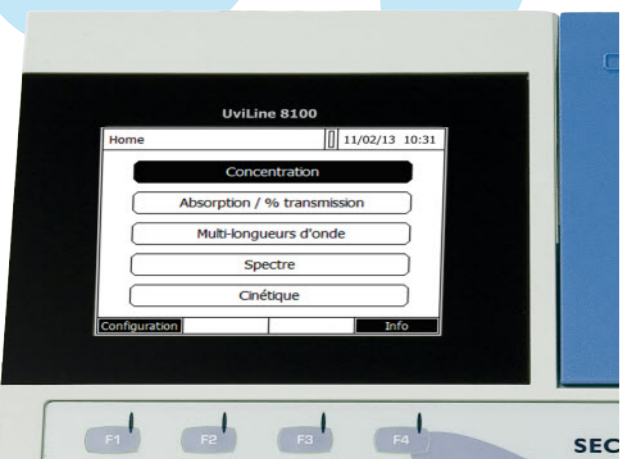 UviLine 8100
Home 11/02/13 10:31
Concentration
Absorption / % transmission
Multi-longueurs d'onde
Spectre
Cinétique
Configuration Info
F1 F2 F3 F4
SEC